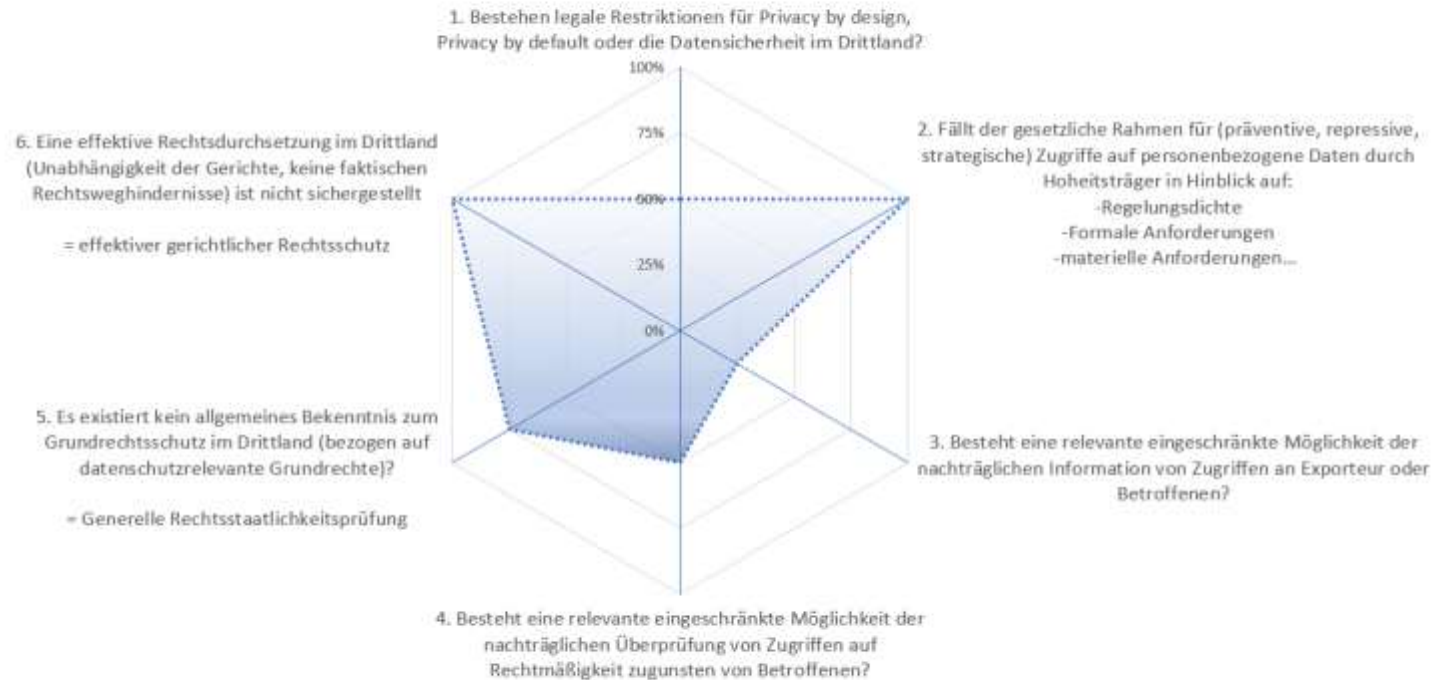 1. Bestehen legale Restriktionen für Privacy by design,
Privacy by default oder die Datensicherheit im Drittland?
100%
75%
50%
25%
0%
2. Fällt der gesetzliche Rahmen für (präventive, repressive,
strategische) Zugriffe auf personenbezogene Daten durch
Hoheitsträger in Hinblick auf:
-Regelungsdichte
-Formale Anforderungen
-materielle Anforderungen...
3. Besteht eine relevante eingeschränkte Möglichkeit der
nachträglichen Information von Zugriffen an Exporteur oder
Betroffenen?
4. Besteht eine relevante eingeschränkte Möglichkeit der
nachträglichen Überprüfung von Zugriffen auf
Rechtmäßigkeit zugunsten von Betroffenen?
5. Es existiert kein allgemeines Bekenntnis zum
Grundrechtsschutz im Drittland (bezogen auf
datenschutzrelevante Grundrechte)?
= Generelle Rechtsstaatlichkeitsprüfung
6. Eine effektive Rechtsdurchsetzung im Drittland
(Unabhängigkeit der Gerichte, keine faktischen
Rechtsweghindernisse) ist nicht sichergestellt
= effektiver gerichtlicher Rechtsschutz